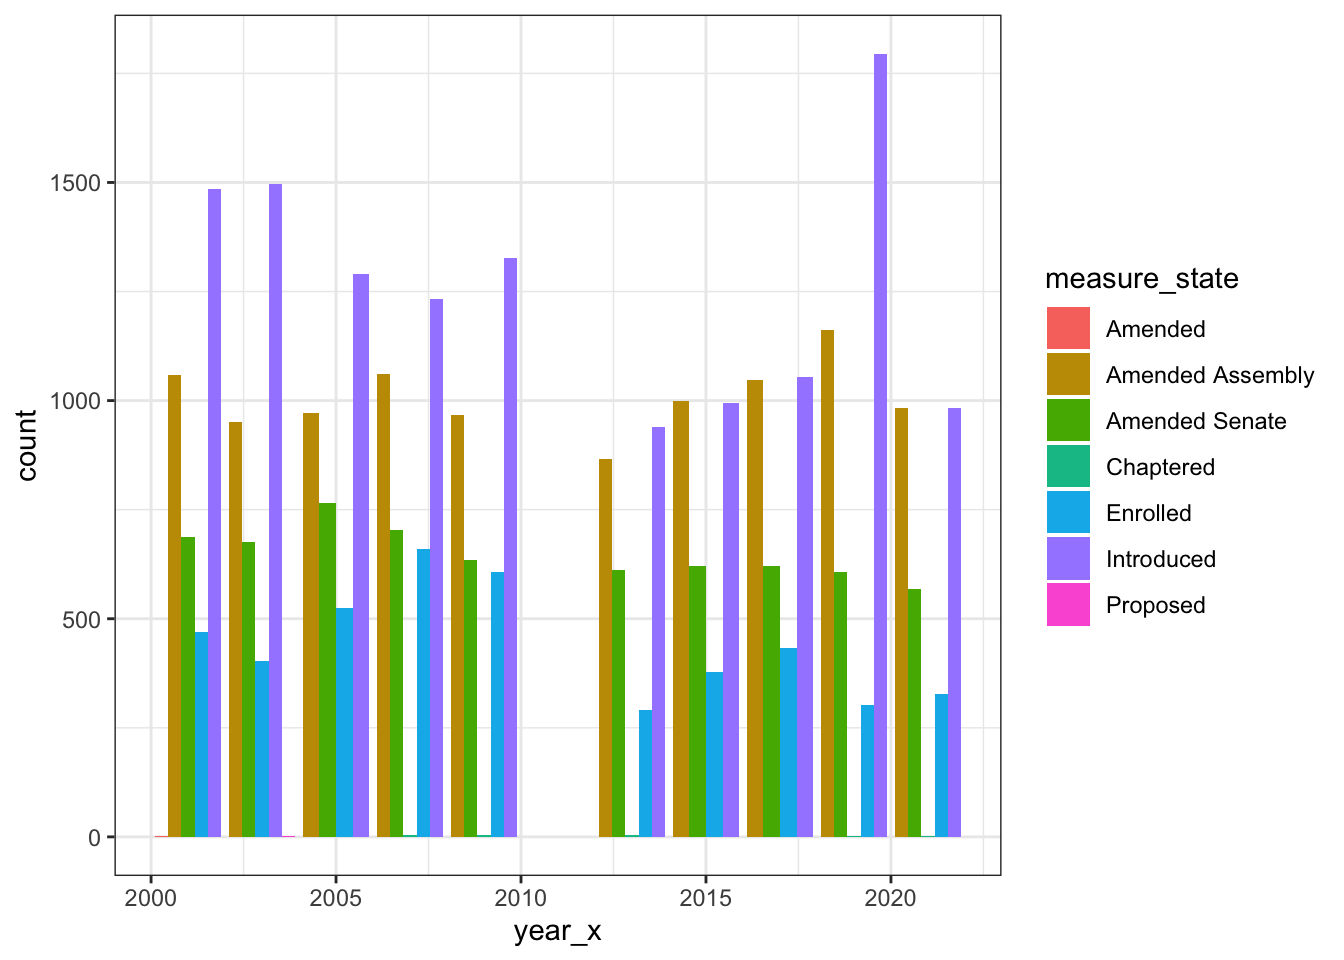 1500
1000
500
0
count
2000
2005
2010
2015
2020
year_x
measure_state
Amended
Amended Assembly
Amended Senate
Chaptered
Enrolled
Introduced
Proposed